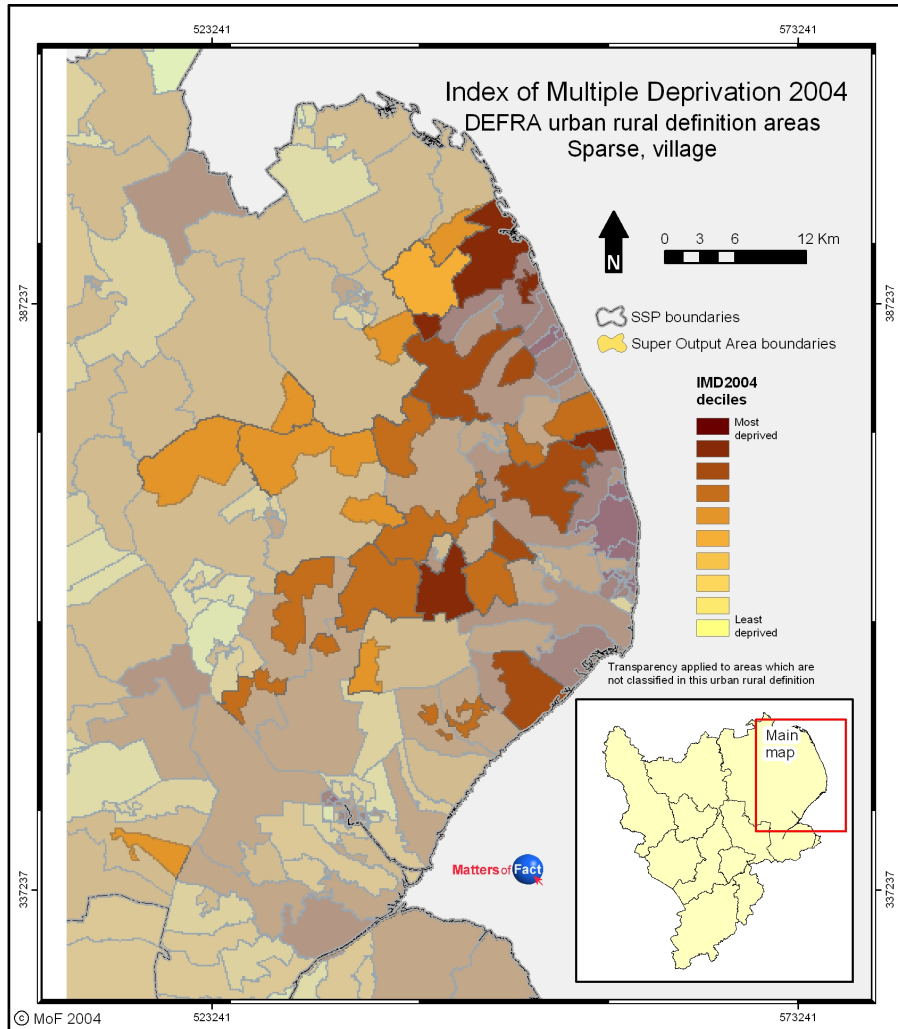 523241
573241
Index of Multiple Deprivation 2004
DEFRA urban rural definition areas
Sparse, village
0 3 6 12 Km
N
387237
387237
SSP boundaries
Super Output Area boundaries
IMD2004
deciles
Most
deprived
Least
deprived
Transparency applied to areas which are
not classified in this urban rural definition
Main
map
Matters of Fact
337237
337237
523241
573241
© MoF 2004